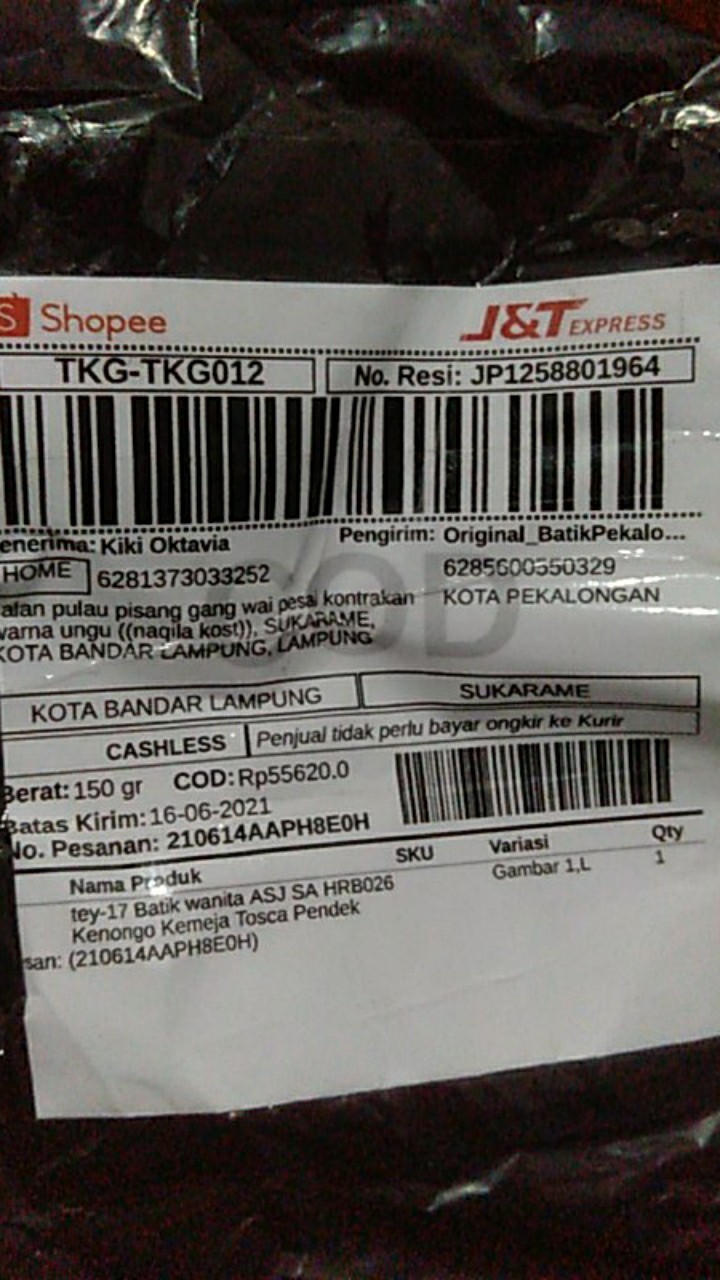 Shopee
J&T EXPRESS
TKG-TKG012
No. Resi: JP1258801964
enerima: Kiki Oktavia
Pengirim: Original_BatikPekalo...
HOME
6281373033252
6285600550329
alan pulau pisang gang wai pesai kontrakan
KOTA PEKALONGAN
warna ungu ((naqila kost)), SUKARAME,
KOTA BANDAR LAMPUNG, LAMPUNG
COD
KOTA BANDAR LAMPUNG
SUKARAME
CASHLESS
Penjual tidak perlu bayar ongkir ke Kurir
Berat: 150 gr COD: Rp55620.0
Batas Kirim: 16-06-2021
No. Pesanan: 210614AAPH8E0H
Nama Produk SKU Variasi Qty
tey-17 Batik wanita ASJ SA HRB026 Gambar 1,L 1
Kenongo Kemeja Tosca Pendek
san: (210614AAPH8E0H)